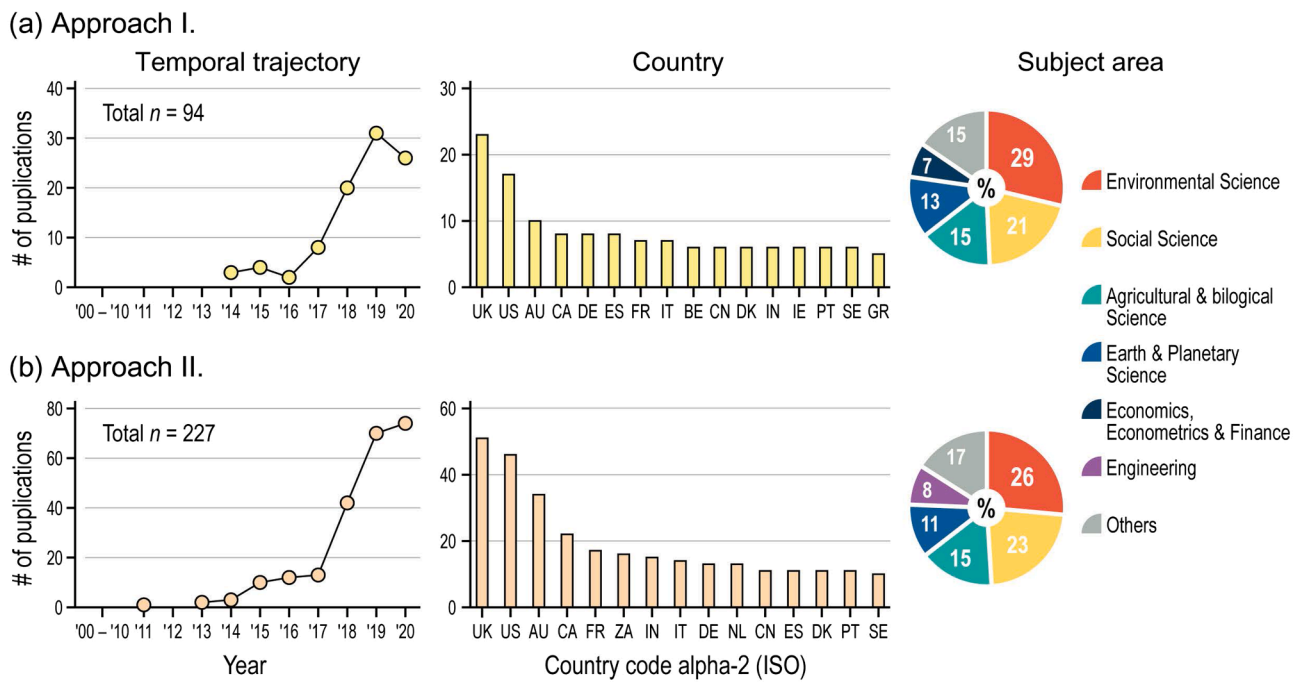 (a) Approach I.
Temporal trajectory
Country
Subject area
# of puplications
40
30
20
10
0
Total n = 94
'00 – '10 '11 '12 '13 '14 '15 '16 '17 '18 '19 '20
30
20
10
0
UK US AU CA DE ES FR IT BE CN DK IN IE PT SE GR
15
29
7
%
13
15
21
Environmental Science
Social Science
Agricultural & bilogical
Science
Earth & Planetary
Science
Economics,
Econometrics & Finance
Engineering
Others
(b) Approach II.
# of puplications
80
60
40
20
0
Total n = 227
'00 – '10 '11 '12 '13 '14 '15 '16 '17 '18 '19 '20
Year
60
40
20
0
UK US AU CA FR ZA IN IT DE NL CN ES DK PT SE
Country code alpha-2 (ISO)
17
26
8
%
11
15
23